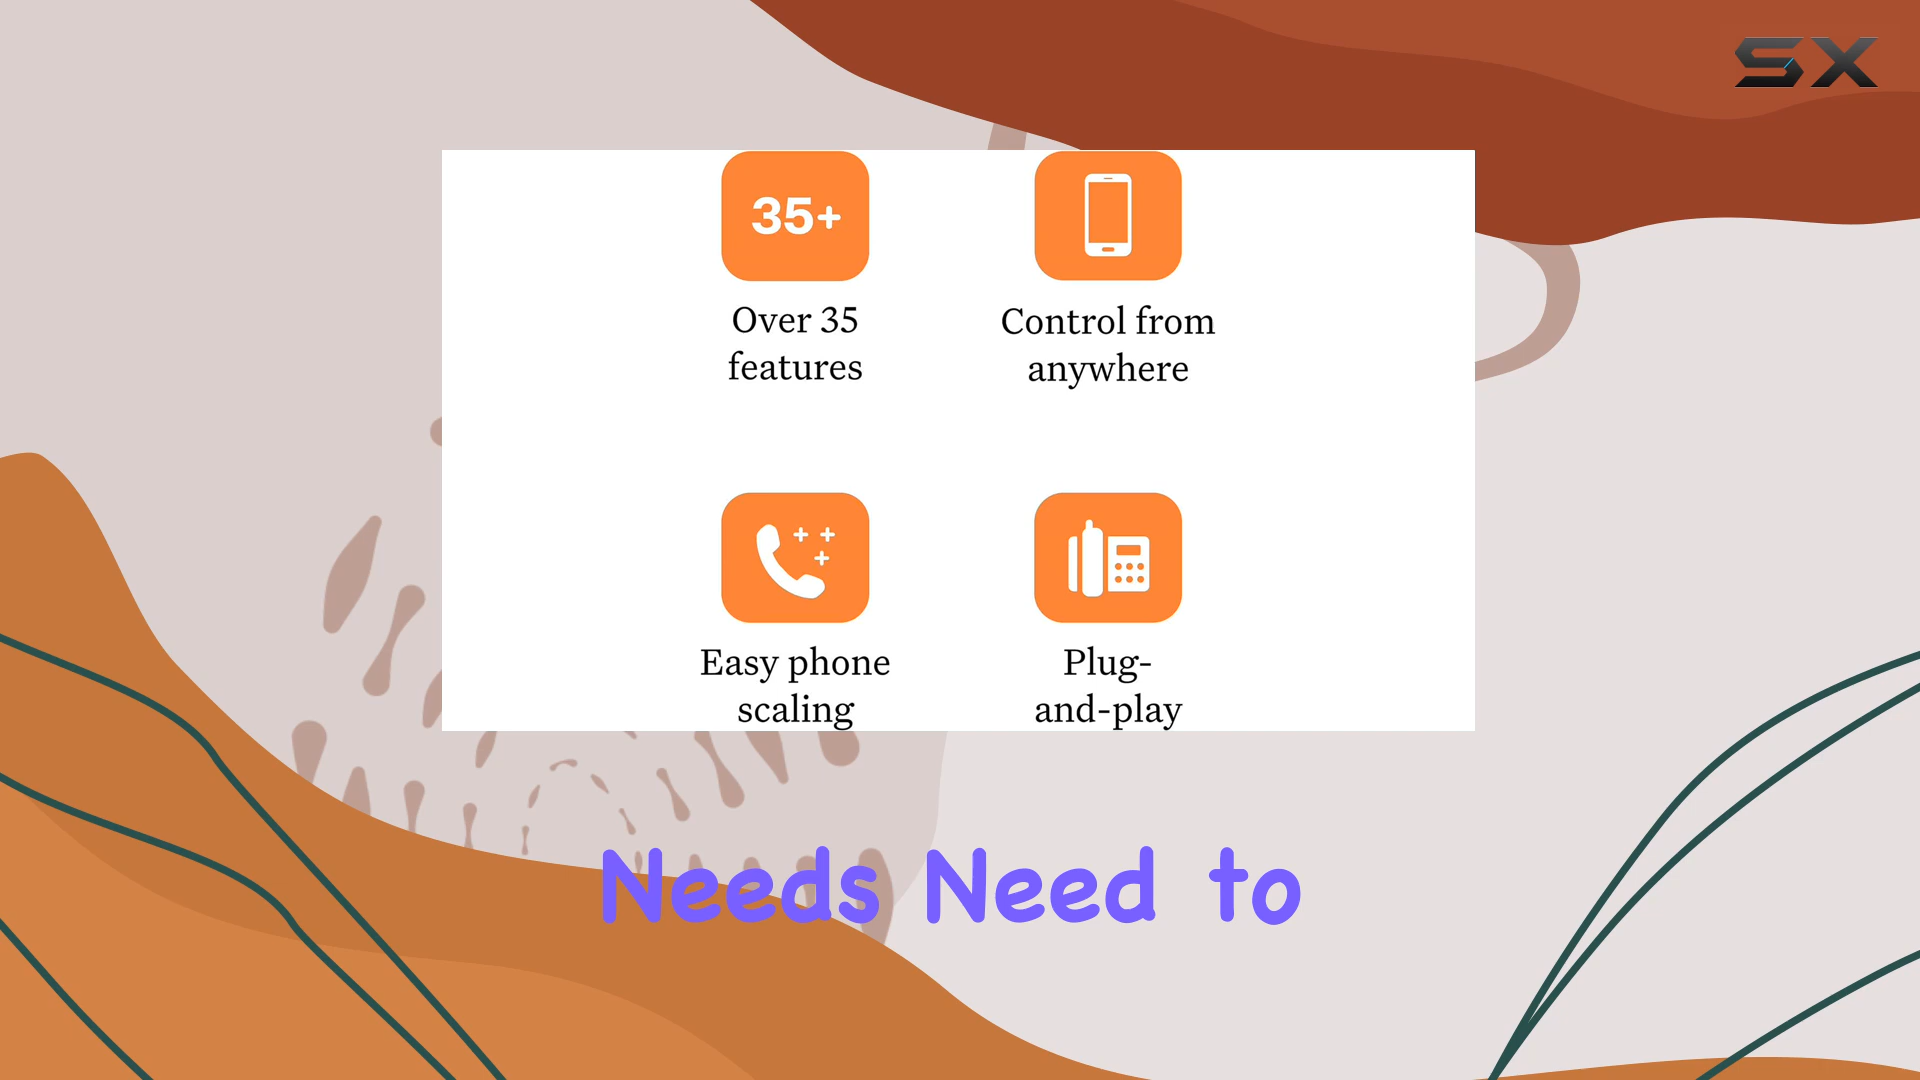 SX
35+
Over 35
features
Control from
anywhere
Easy phone
scaling
Plug-
and-play
Needs Need to